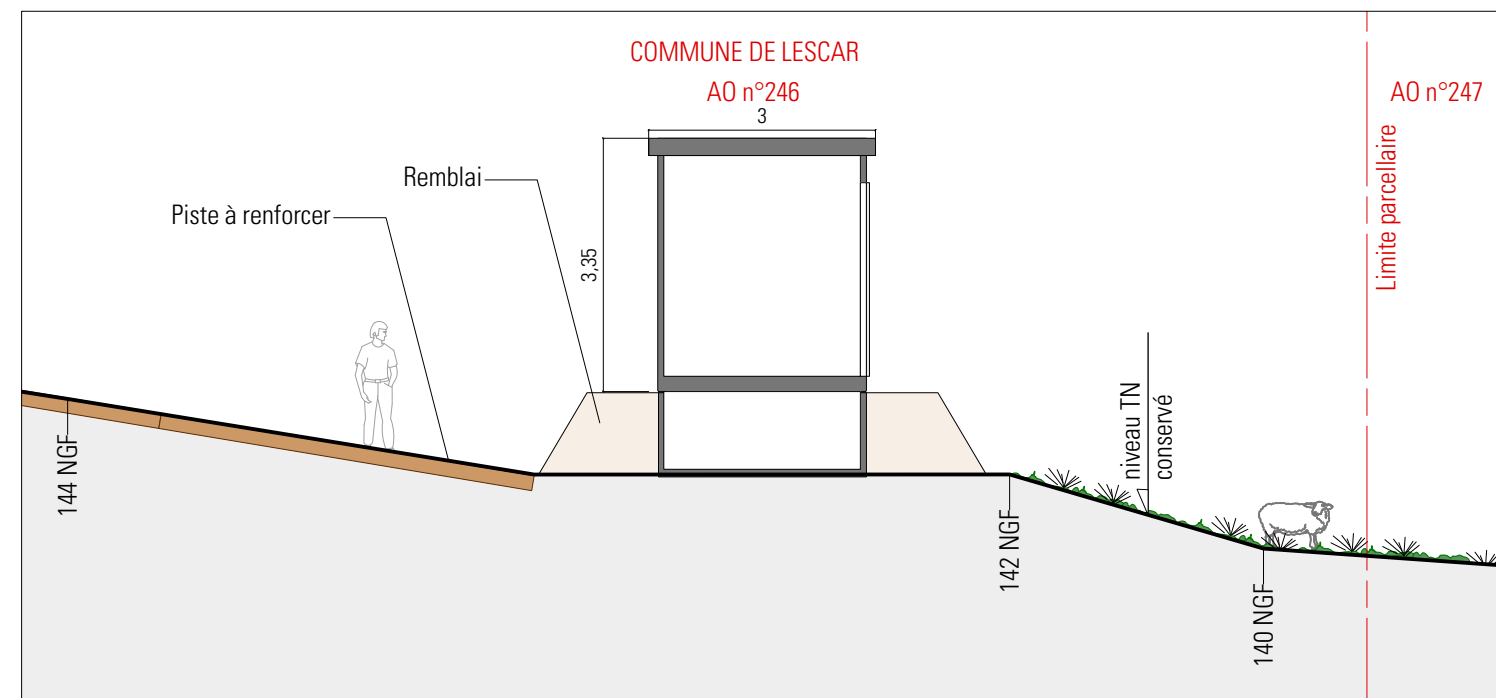 COMMUNE DE LESCAR
AO n°246
AO n°247
3
Limite parcellaire
Remblai
Piste à renforcer
3,35
niveau TN
conservé
144 NGF
142 NGF
140 NGF